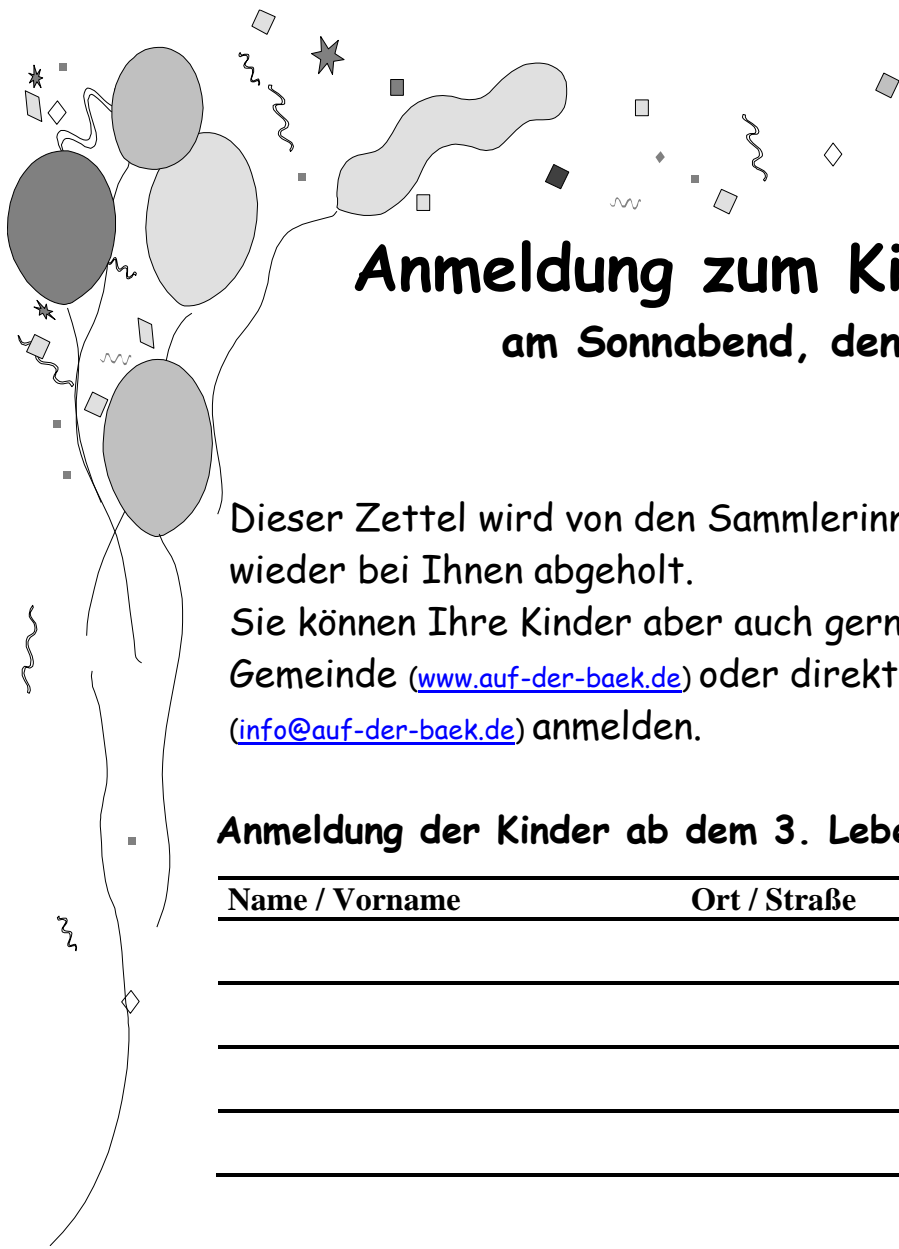 Anmeldung zum Ki
am Sonnabend, den
Dieser Zettel wird von den Sammlerinn
wieder bei Ihnen abgeholt.
Sie können Ihre Kinder aber auch gern
Gemeinde (www.auf-der-baek.de) oder direkt
(info@auf-der-baek.de) anmelden.
Anmeldung der Kinder ab dem 3. Lebe
Name / Vorname Ort / Straße